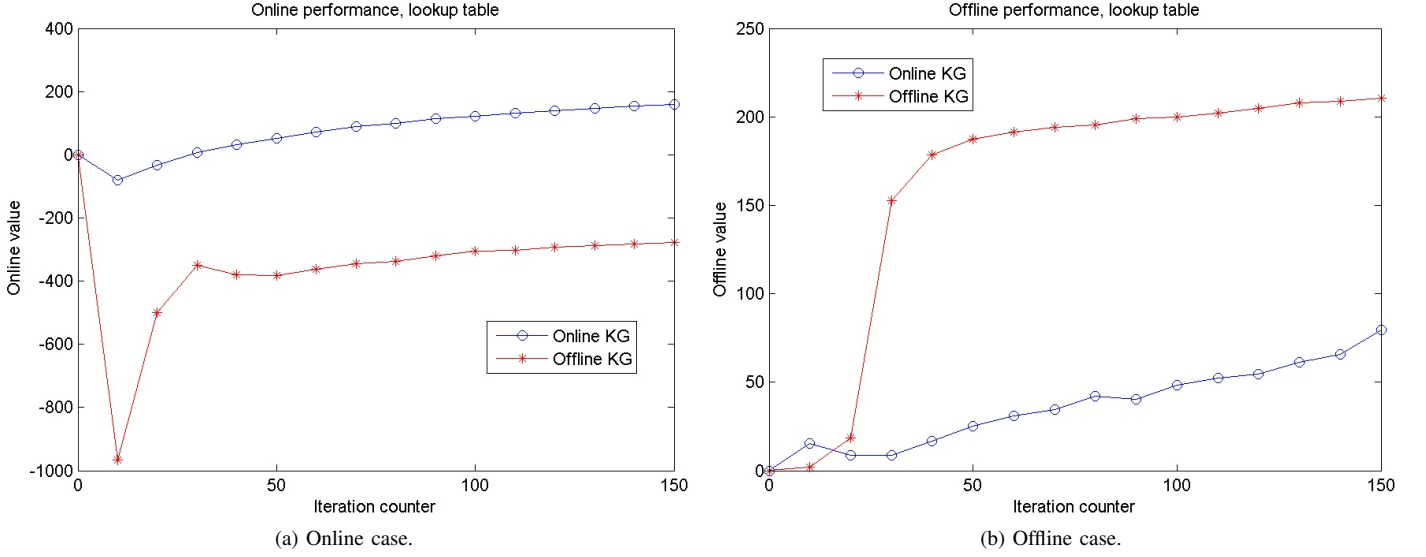 Online performance, lookup table
400
200
0
-200
-400
-600
-800
-1000
Online value
0
50
100
150
Iteration counter
Online KG
Offline KG
(a) Online case.
Offline performance, lookup table
250
200
150
100
50
0
Offline value
0
50
100
150
Iteration counter
Online KG
Offline KG
(b) Offline case.